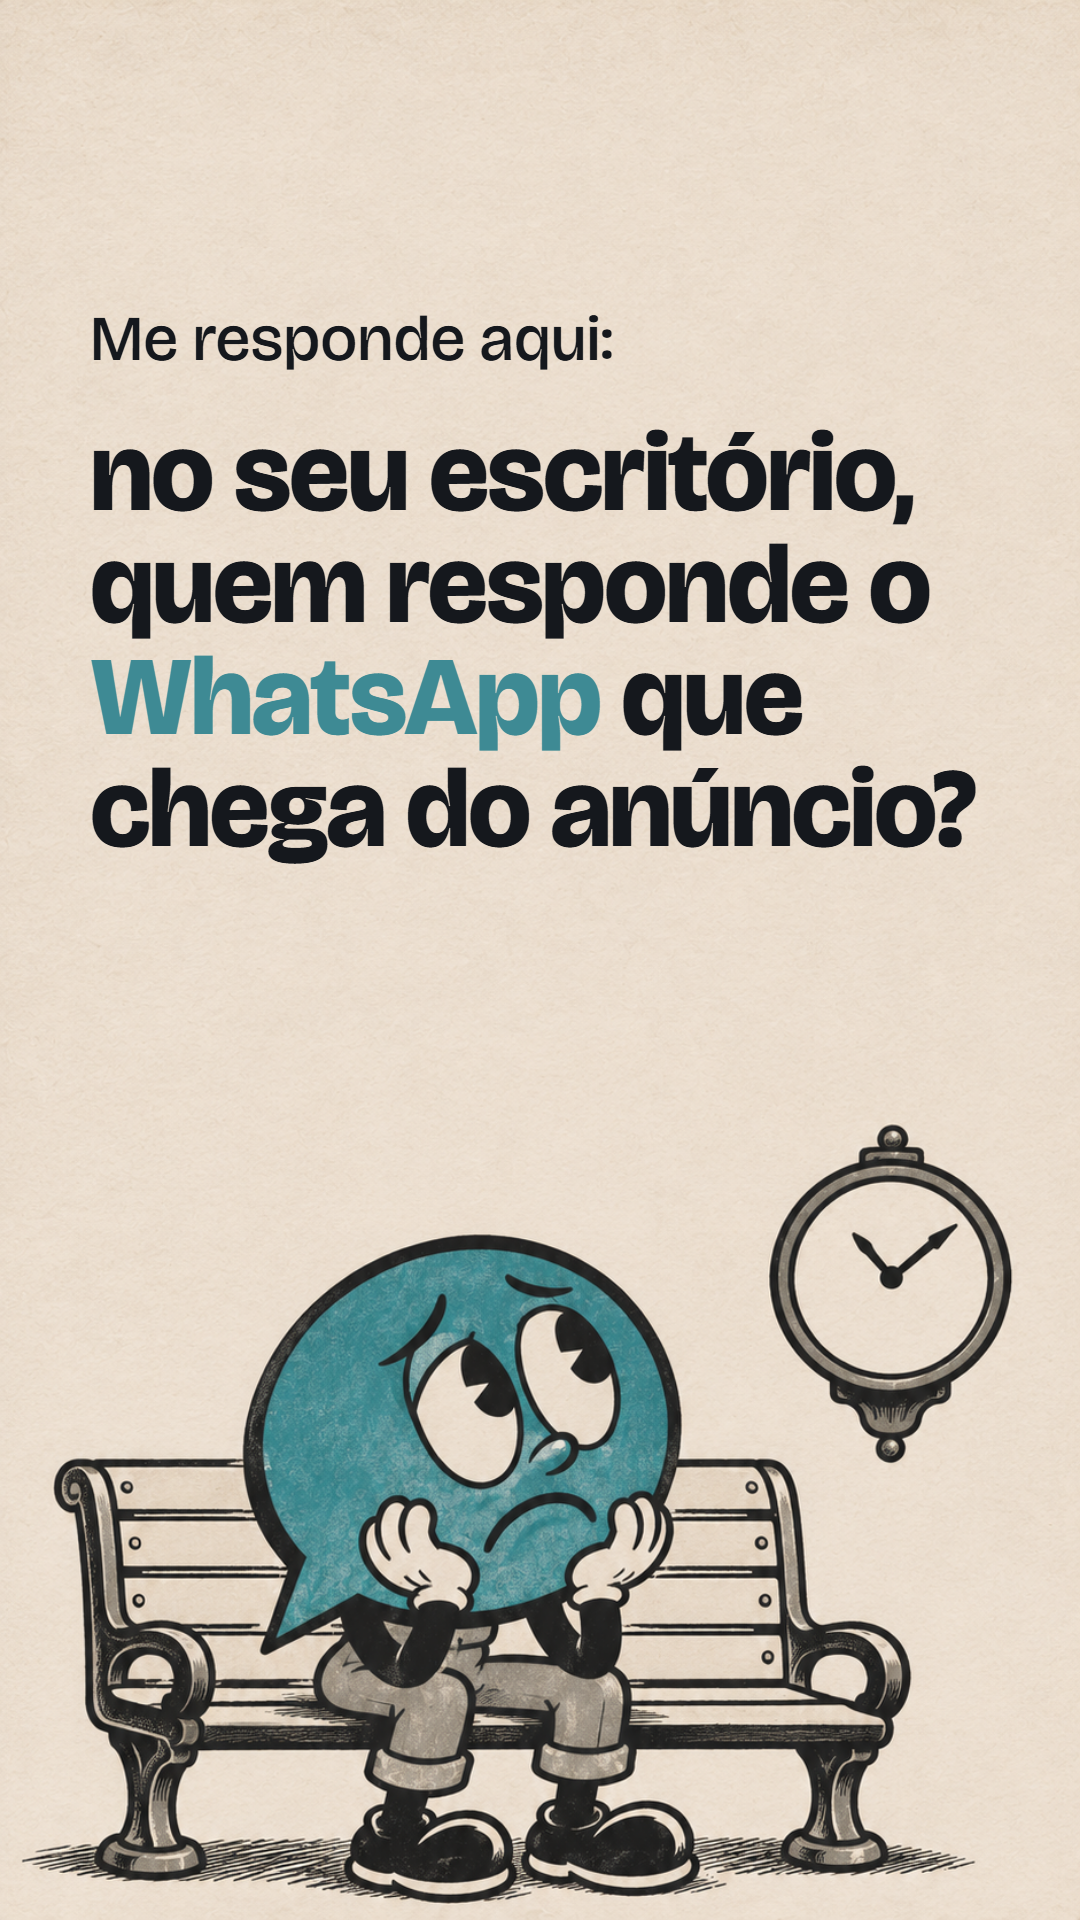 Me responde aqui:
no seu escritório,
quem responde o
WhatsApp que
chega do anúncio?